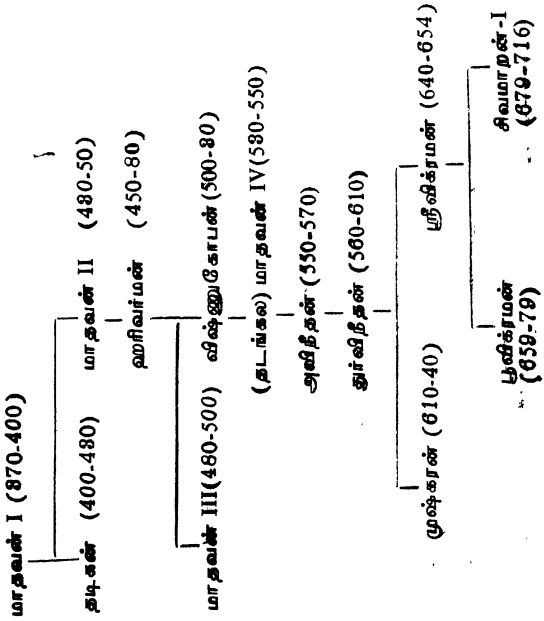 மாதவன் I (870-400)
தடிகன் (400-480) மாதவன் II (480-50)
ஹரிவர்மன் (450-80)
மாதவன் III(480-500) விஷ்ணுகோபன் (500-80)
(தடங்கல) மாதவன் IV(580-550)
அவிநீதன் (550-570)
துர்விநீதன் (560-610)
முஷ்கரன் (610-40) ஸ்ரீவிக்ரமன் (640-654)
பூவிக்ரமன் சிவமாறன்-I
(659-79) (679-716)